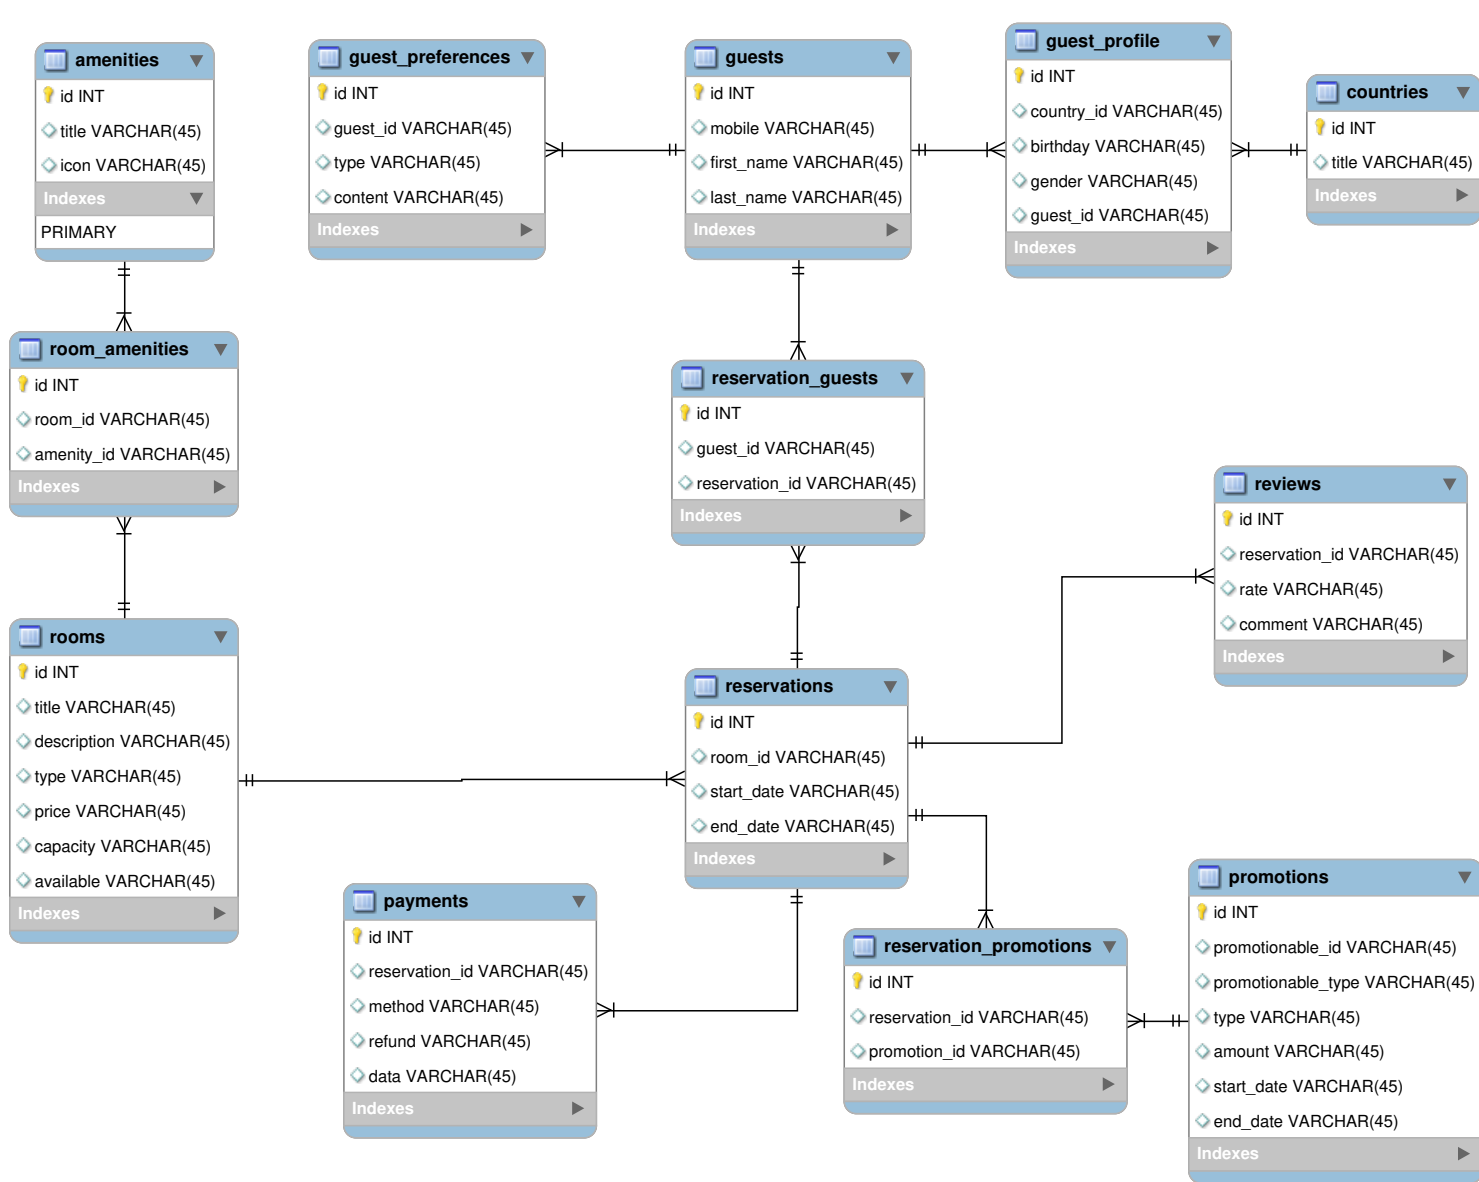 amenities
id INT
title VARCHAR(45)
icon VARCHAR(45)
Indexes
PRIMARY
guest_preferences
id INT
guest_id VARCHAR(45)
type VARCHAR(45)
content VARCHAR(45)
Indexes
guests
id INT
mobile VARCHAR(45)
first_name VARCHAR(45)
last_name VARCHAR(45)
Indexes
guest_profile
id INT
country_id VARCHAR(45)
birthday VARCHAR(45)
gender VARCHAR(45)
guest_id VARCHAR(45)
Indexes
countries
id INT
title VARCHAR(45)
Indexes
room_amenities
id INT
room_id VARCHAR(45)
amenity_id VARCHAR(45)
Indexes
reservation_guests
id INT
guest_id VARCHAR(45)
reservation_id VARCHAR(45)
Indexes
reviews
id INT
reservation_id VARCHAR(45)
rate VARCHAR(45)
comment VARCHAR(45)
Indexes
rooms
id INT
title VARCHAR(45)
description VARCHAR(45)
type VARCHAR(45)
price VARCHAR(45)
capacity VARCHAR(45)
available VARCHAR(45)
Indexes
reservations
id INT
room_id VARCHAR(45)
start_date VARCHAR(45)
end_date VARCHAR(45)
Indexes
payments
id INT
reservation_id VARCHAR(45)
method VARCHAR(45)
refund VARCHAR(45)
data VARCHAR(45)
Indexes
reservation_promotions
id INT
reservation_id VARCHAR(45)
promotion_id VARCHAR(45)
Indexes
promotions
id INT
promotionable_id VARCHAR(45)
promotionable_type VARCHAR(45)
type VARCHAR(45)
amount VARCHAR(45)
start_date VARCHAR(45)
end_date VARCHAR(45)
Indexes